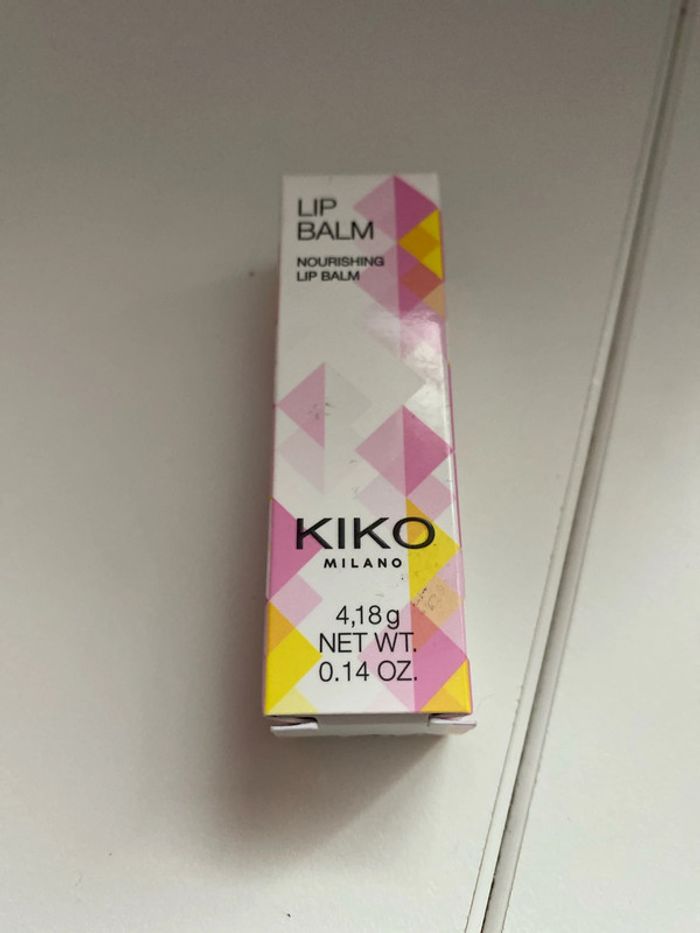 LIP
BALM
NOURISHING
LIP BALM
KIKO
MILANO
4,18 g
NET WT.
0.14 OZ.